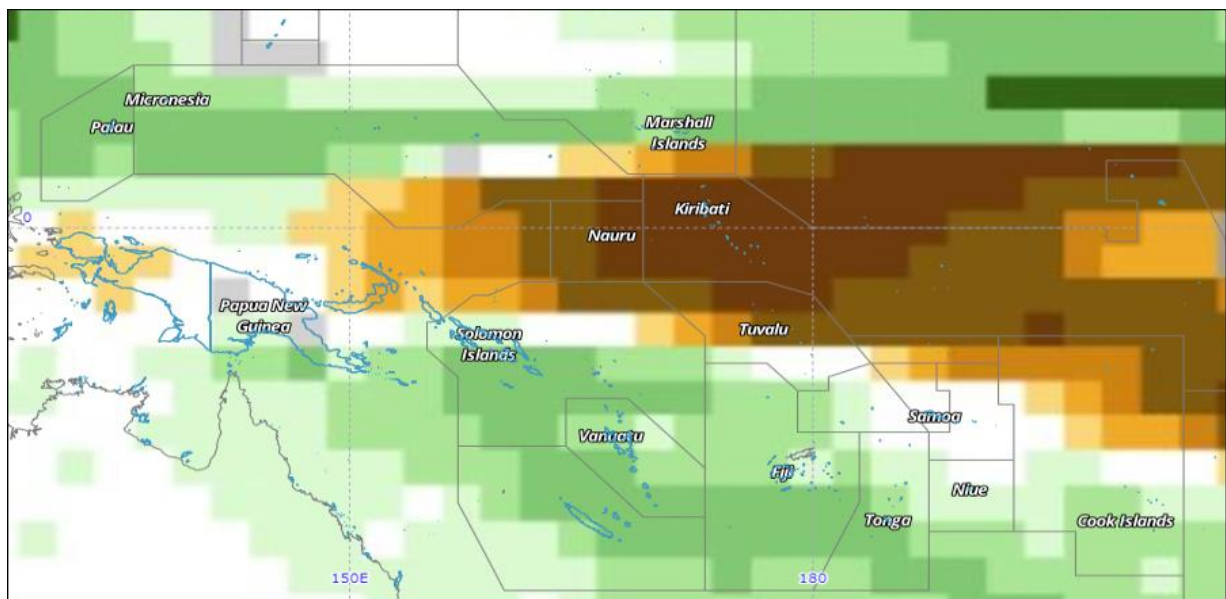 Micronesia
Palau
Marshall
Islands
Kiribati
0
Nauru
Papua New
Guinea
Solomon
Islands
Tuvalu
Samoa
Vanuatu
Fiji
Niue
Tonga
Cook Islands
150E
180